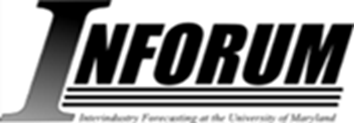 INFORUM
Interindustry Forecasting at the University of Maryland